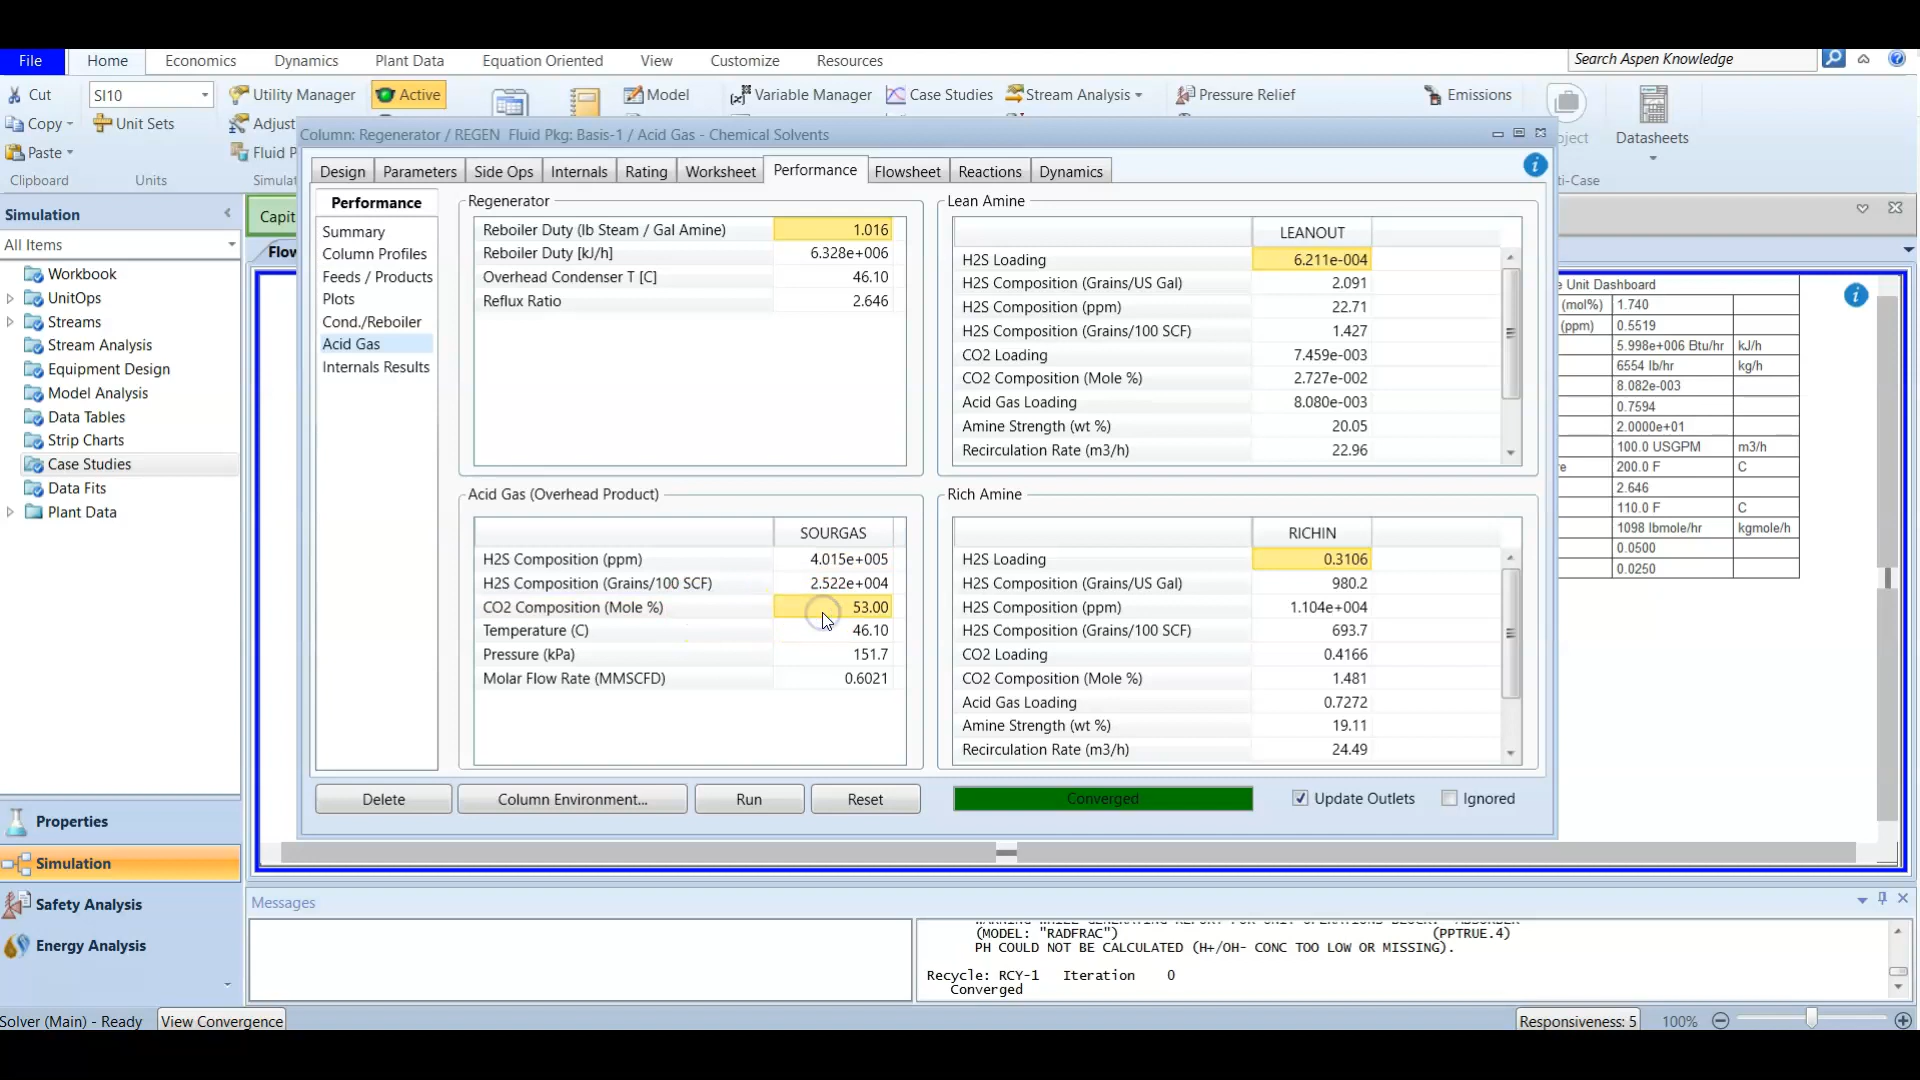 File Home Economics Dynamics Plant Data Equation Oriented View Customize Resources Search Aspen Knowledge
Cut SI10 Utility Manager Active Model Variable Manager Case Studies Stream Analysis Pressure Relief Emissions
Copy Unit Sets Adjust oject Datasheets
Paste Fluid P
Clipboard Units Simulat ti-Case
Column: Regenerator / REGEN Fluid Pkg: Basis-1 / Acid Gas - Chemical Solvents
Design Parameters Side Ops Internals Rating Worksheet Performance Flowsheet Reactions Dynamics
Simulation
All Items
Workbook
UnitOps
Streams
Stream Analysis
Equipment Design
Model Analysis
Data Tables
Strip Charts
Case Studies
Data Fits
Plant Data
Properties
Simulation
Safety Analysis
Energy Analysis
Capit
Flow
Performance
Summary
Column Profiles
Feeds / Products
Plots
Cond./Reboiler
Acid Gas
Internals Results
Regenerator
Reboiler Duty (lb Steam / Gal Amine) 1.016
Reboiler Duty [kJ/h] 6.328e+006
Overhead Condenser T [C] 46.10
Reflux Ratio 2.646
Lean Amine
LEANOUT
H2S Loading 6.211e-004
H2S Composition (Grains/US Gal) 2.091
H2S Composition (ppm) 22.71
H2S Composition (Grains/100 SCF) 1.427
CO2 Loading 7.459e-003
CO2 Composition (Mole %) 2.727e-002
Acid Gas Loading 8.080e-003
Amine Strength (wt %) 20.05
Recirculation Rate (m3/h) 22.96
Acid Gas (Overhead Product)
SOURGAS
H2S Composition (ppm) 4.015e+005
H2S Composition (Grains/100 SCF) 2.522e+004
CO2 Composition (Mole %) 53.00
Temperature (C) 46.10
Pressure (kPa) 151.7
Molar Flow Rate (MMSCFD) 0.6021
Rich Amine
RICHIN
H2S Loading 0.3106
H2S Composition (Grains/US Gal) 980.2
H2S Composition (ppm) 1.104e+004
H2S Composition (Grains/100 SCF) 693.7
CO2 Loading 0.4166
CO2 Composition (Mole %) 1.481
Acid Gas Loading 0.7272
Amine Strength (wt %) 19.11
Recirculation Rate (m3/h) 24.49
Delete Column Environment... Run Reset Converged Update Outlets Ignored
e Unit Dashboard
(mol%) 1.740
(ppm) 0.5519
5.998e+006 Btu/hr kJ/h
6554 lb/hr kg/h
8.082e-003
0.7594
2.0000e+01
100.0 USGPM m3/h
e 200.0 F C
2.646
110.0 F C
1098 lbmole/hr kgmole/h
0.0500
0.0250
Messages
(MODEL: "RADFRAC") (PPTRUE.4)
PH COULD NOT BE CALCULATED (H+/OH- CONC TOO LOW OR MISSING).
Recycle: RCY-1 Iteration 0
Converged
Solver (Main) - Ready View Convergence Responsiveness: 5 100%